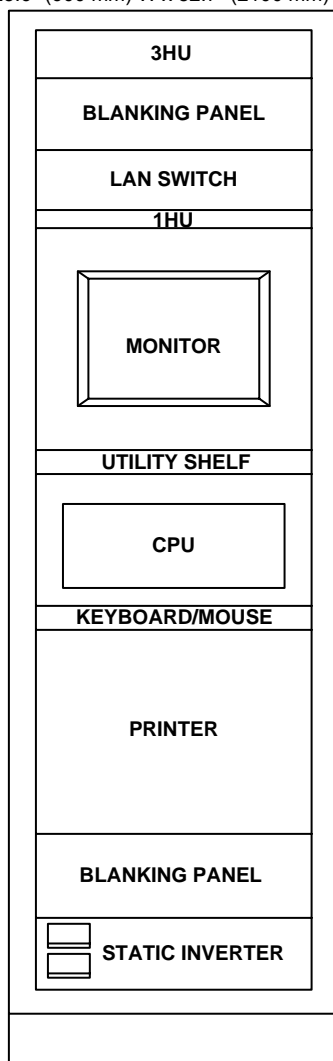 3HU
BLANKING PANEL
LAN SWITCH
1HU
MONITOR
UTILITY SHELF
CPU
KEYBOARD/MOUSE
PRINTER
BLANKING PANEL
STATIC INVERTER